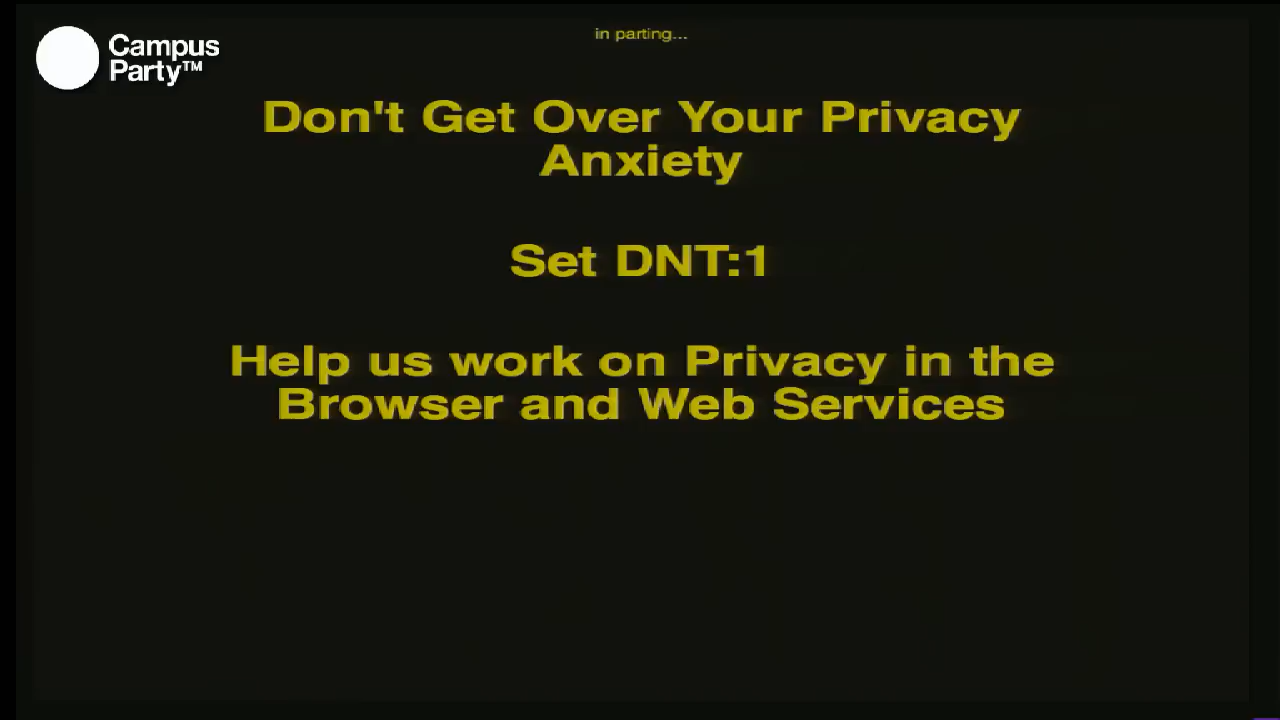 Campus
Party™
in parting...
Don't Get Over Your Privacy
Anxiety
Set DNT:1
Help us work on Privacy in the
Browser and Web Services